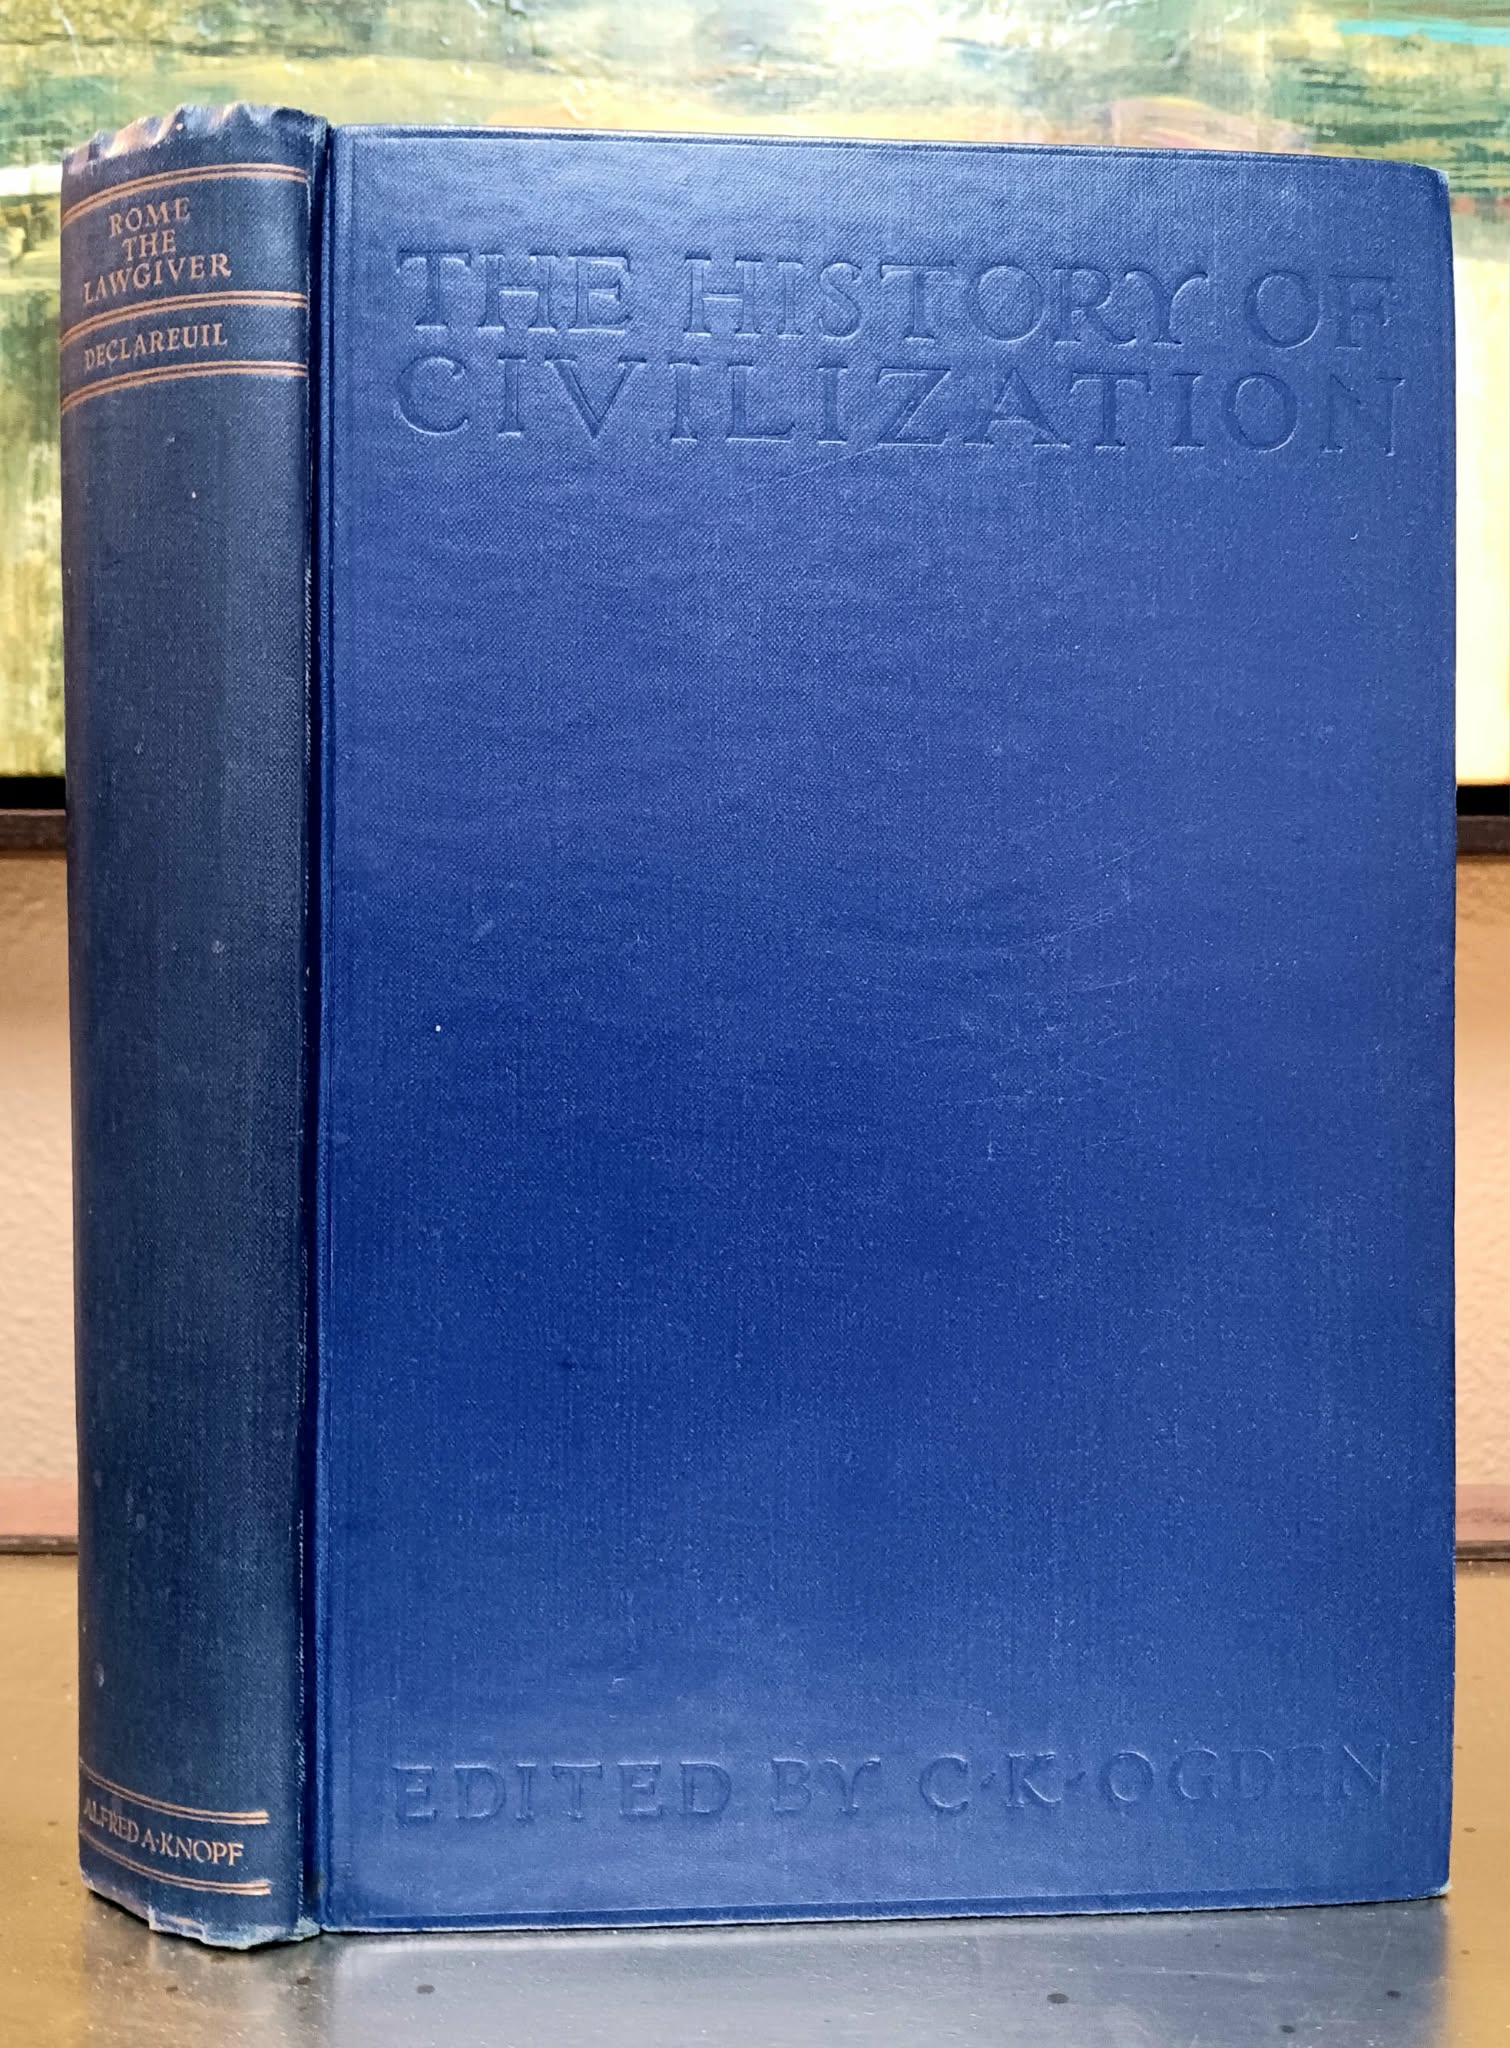 ROME
THE
LAWGIVER
DECLAREUIL
ALFRED A·KNOPF
THE HISTORY OF
CIVILIZATION
EDITED BY C·K·OGDEN